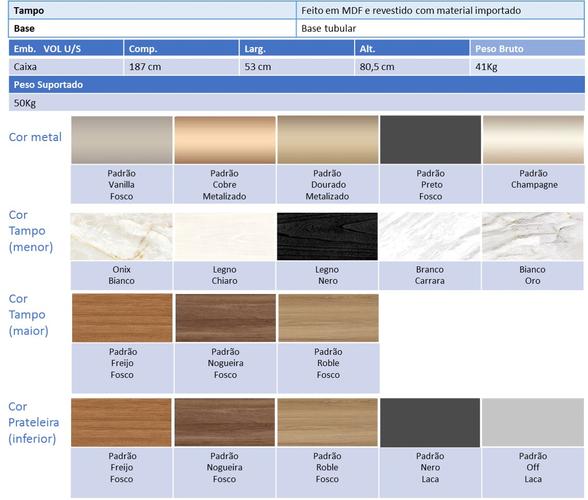 Tampo Feito em MDF e revestido com material importado
Base Base tubular
Emb. VOL U/S Comp. Larg. Alt. Peso Bruto
Caixa 187 cm 53 cm 80,5 cm 41Kg
Peso Suportado
50Kg
Cor metal
Padrão Vanilla Fosco
Padrão Cobre Metalizado
Padrão Dourado Metalizado
Padrão Preto Fosco
Padrão Champagne
Cor
Tampo
(menor)
Onix Bianco
Legno Chiaro
Legno Nero
Branco Carrara
Bianco Oro
Cor
Tampo
(maior)
Padrão Freijo Fosco
Padrão Nogueira Fosco
Padrão Roble Fosco
Cor
Prateleira
(inferior)
Padrão Freijo Fosco
Padrão Nogueira Fosco
Padrão Roble Fosco
Padrão Nero Laca
Padrão Off Laca